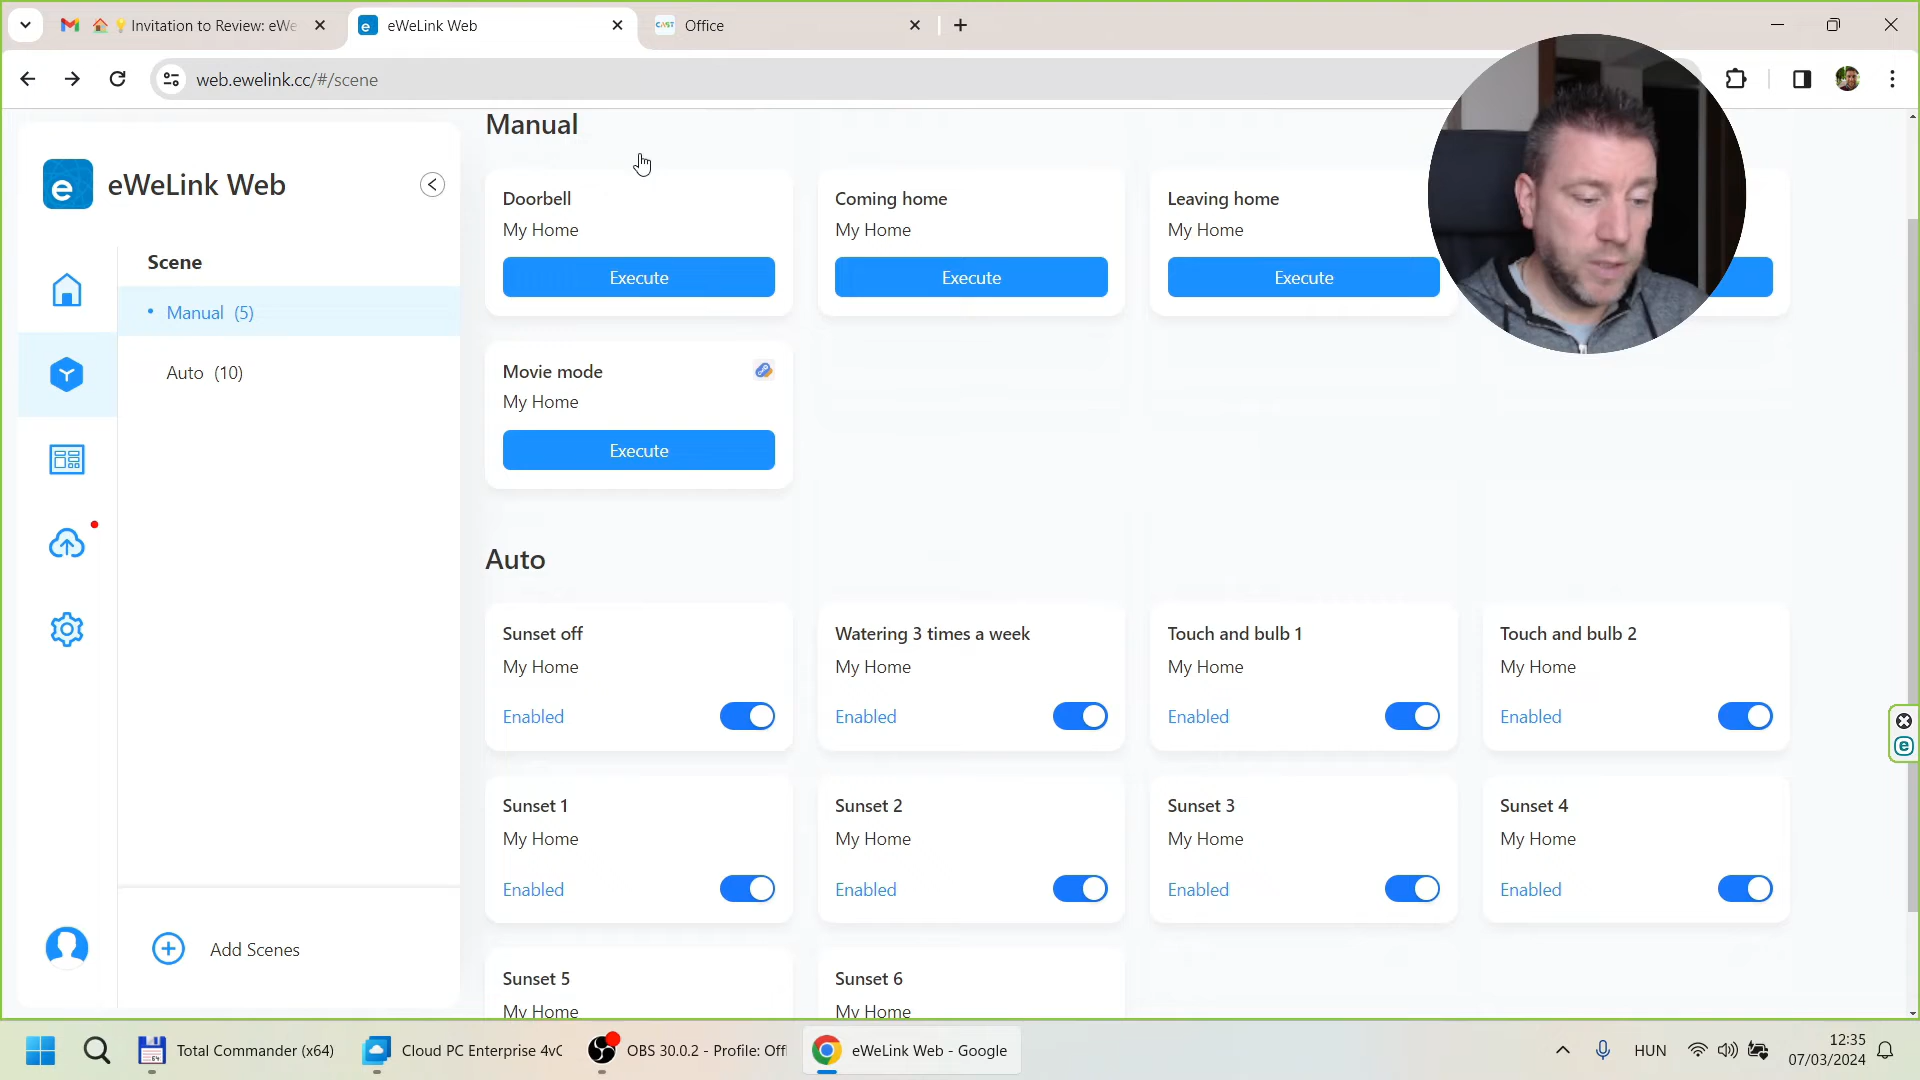 🏠💡Invitation to Review: eWe
eWeLink Web
CAST
Office
web.ewelink.cc/#/scene
eWeLink Web
Scene
Manual (5)
Auto (10)
Add Scenes
Manual
Doorbell
My Home
Execute
Coming home
My Home
Execute
Leaving home
My Home
Execute
Movie mode
My Home
Execute
Auto
Sunset off
My Home
Enabled
Watering 3 times a week
My Home
Enabled
Touch and bulb 1
My Home
Enabled
Touch and bulb 2
My Home
Enabled
Sunset 1
My Home
Enabled
Sunset 2
My Home
Enabled
Sunset 3
My Home
Enabled
Sunset 4
My Home
Enabled
Sunset 5
My Home
Sunset 6
My Home
Total Commander (x64)
Cloud PC Enterprise 4vC
OBS 30.0.2 - Profile: Offi
eWeLink Web - Google
HUN
12:35
07/03/2024